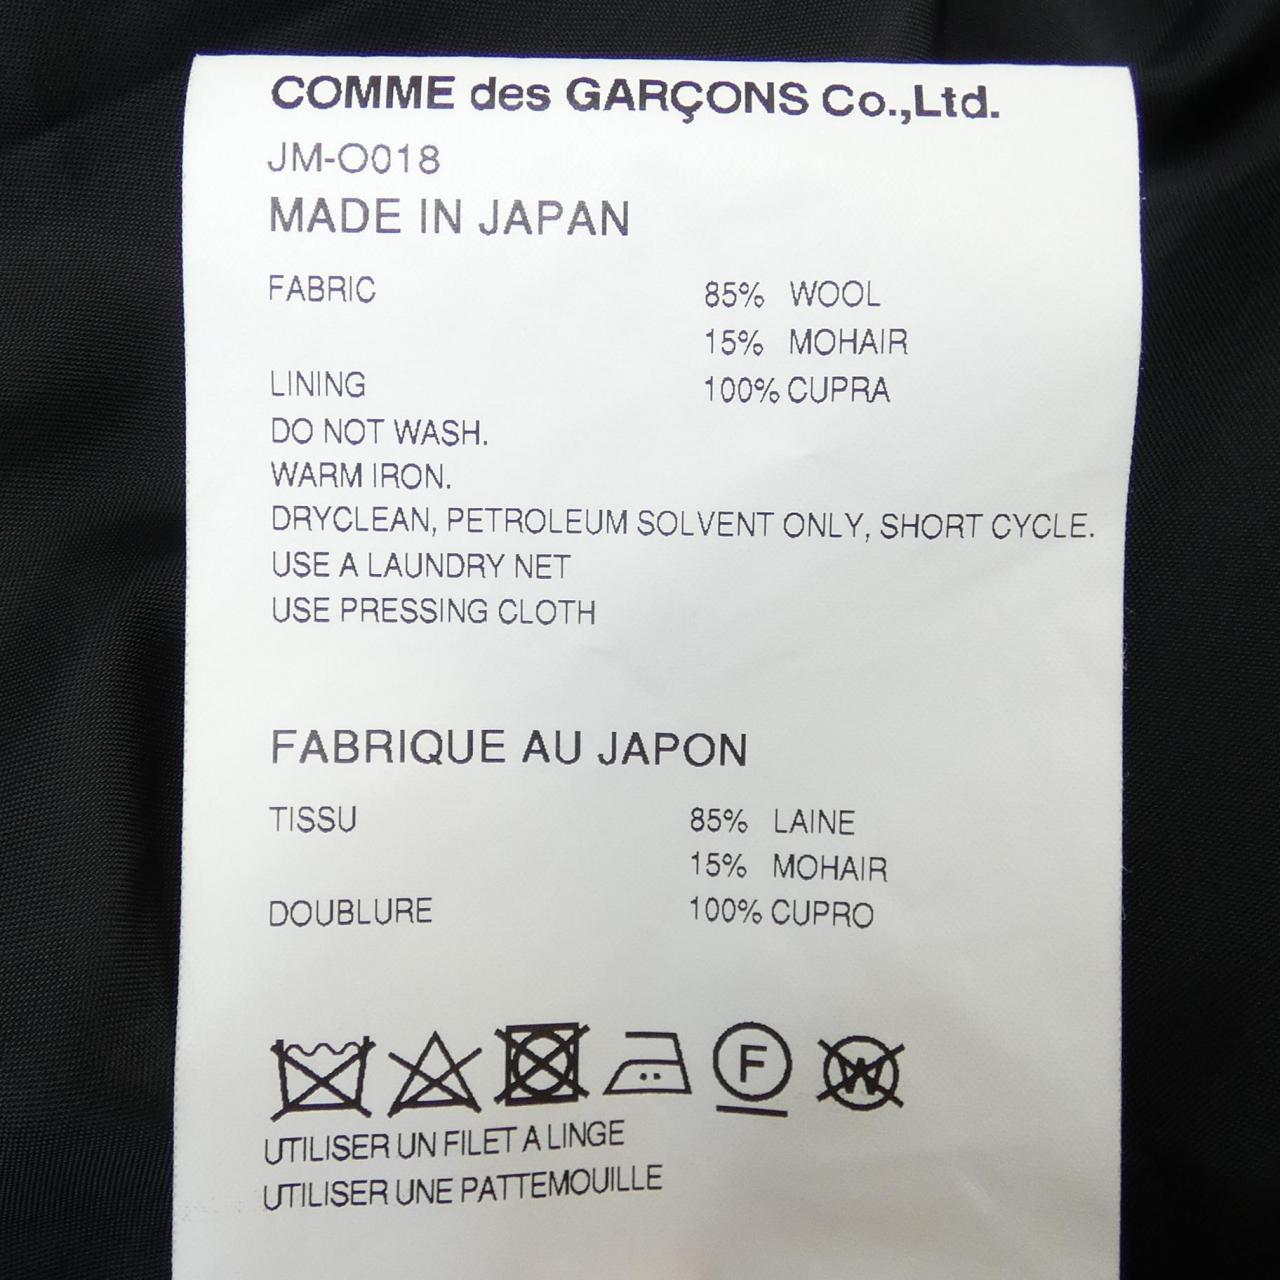 COMME des GARÇONS Co.,Ltd.
JM-O018
MADE IN JAPAN
FABRIC 85% WOOL
15% MOHAIR
LINING 100% CUPRA
DO NOT WASH.
WARM IRON.
DRYCLEAN, PETROLEUM SOLVENT ONLY, SHORT CYCLE.
USE A LAUNDRY NET
USE PRESSING CLOTH
FABRIQUE AU JAPON
TISSU 85% LAINE
15% MOHAIR
DOUBLURE 100% CUPRO
F W
UTILISER UN FILET A LINGE
UTILISER UNE PATTEMOUILLE